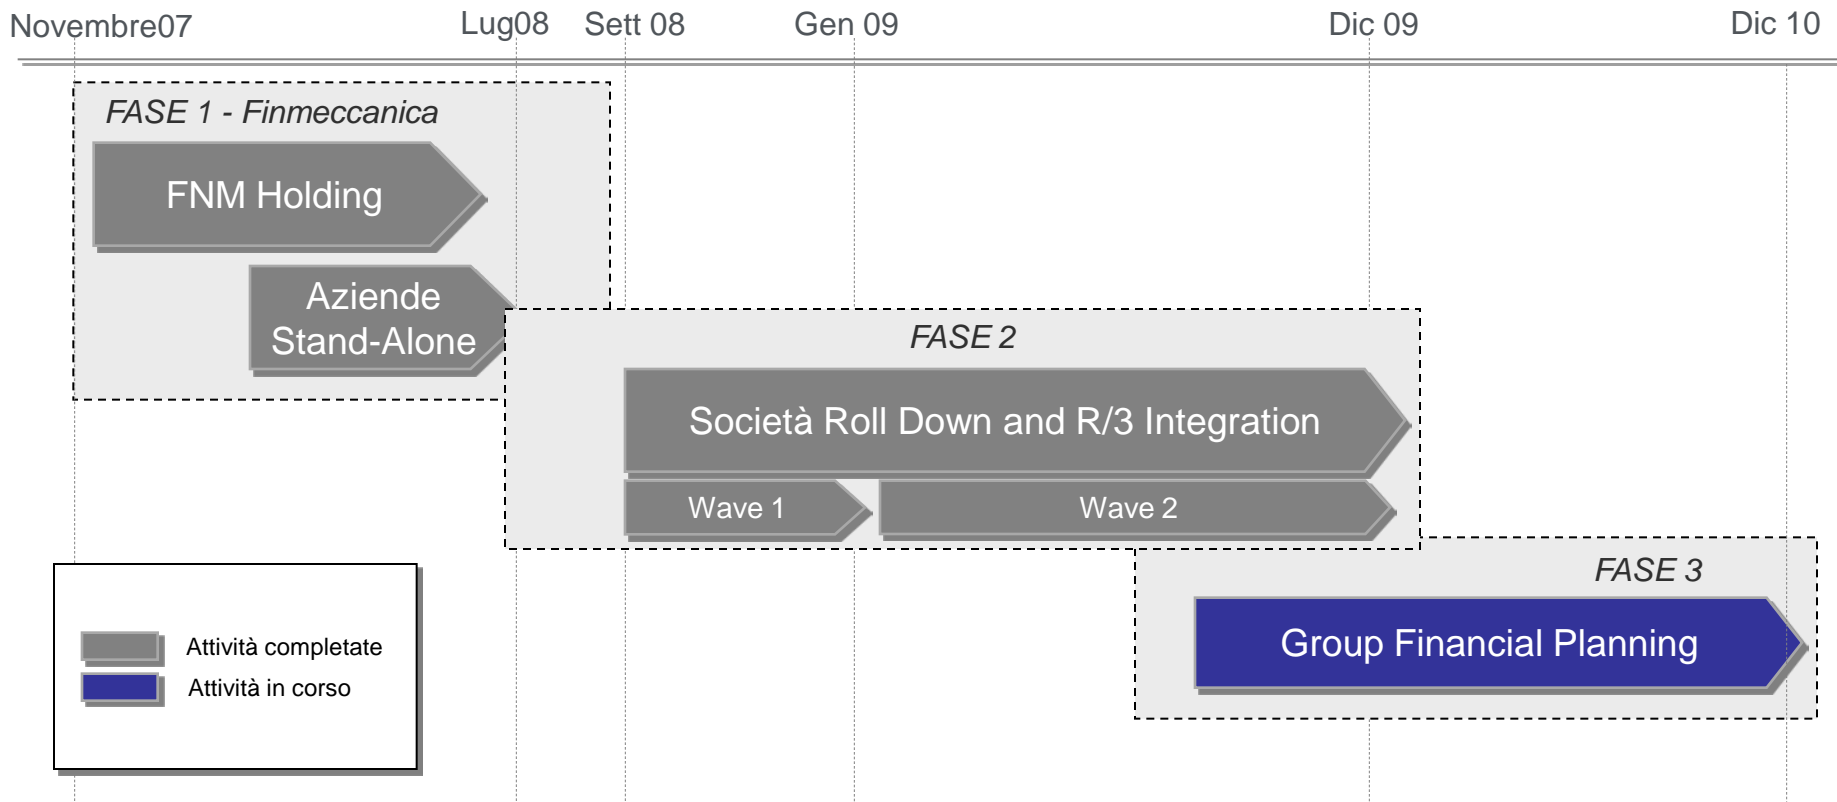 Novembre07 Lug08 Sett 08 Gen 09 Dic 09 Dic 10
FASE 1 - Finmeccanica
FNM Holding
Aziende
Stand-Alone
FASE 2
Società Roll Down and R/3 Integration
Wave 1 Wave 2
FASE 3
Group Financial Planning
Attività completate
Attività in corso